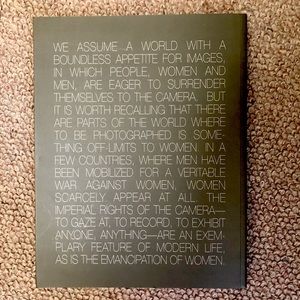 WE ASSUME A WORLD WITH A
BOUNDLESS APPETITE FOR IMAGES,
IN WHICH PEOPLE, WOMEN AND
MEN, ARE EAGER TO SURRENDER
THEMSELVES TO THE CAMERA. BUT
IT IS WORTH RECALLING THAT THERE
ARE PARTS OF THE WORLD WHERE
TO BE PHOTOGRAPHED IS SOME-
THING OFF-LIMITS TO WOMEN. IN A
FEW COUNTRIES, WHERE MEN HAVE
BEEN MOBILIZED FOR A VERITABLE
WAR AGAINST WOMEN, WOMEN
SCARCELY APPEAR AT ALL. THE
IMPERIAL RIGHTS OF THE CAMERA—
TO GAZE AT, TO RECORD, TO EXHIBIT
ANYONE, ANYTHING—ARE AN EXEM-
PLARY FEATURE OF MODERN LIFE,
AS IS THE EMANCIPATION OF WOMEN.